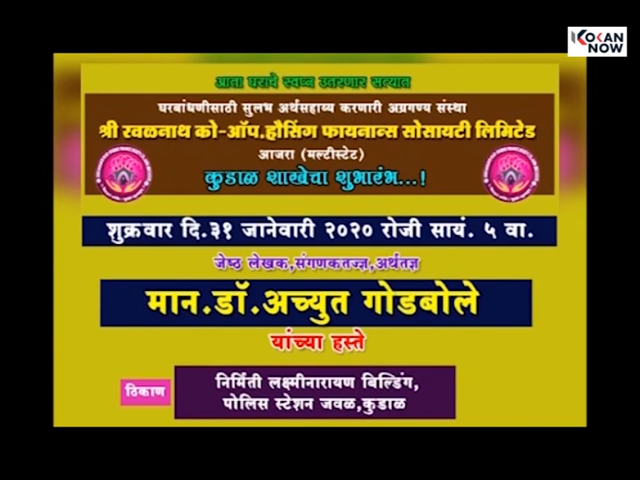 KOKAN
NOW
आता घराचे स्वप्न उतरणार सत्यात
घरबांधणीसाठी सुलभ अर्थसहाय्य करणारी अग्रगण्य संस्था
श्री रवळनाथ को-ऑप.हौसिंग फायनान्स सोसायटी लिमिटेड
आजरा (मल्टीस्टेट)
कुडाळ शाखेचा शुभारंभ...!
शुक्रवार दि.३१ जानेवारी २०२० रोजी सायं. ५ वा.
जेष्ठ लेखक,संगणकतज्ज्ञ,अर्थतज्ञ
मान.डॉ.अच्युत गोडबोले
यांच्या हस्ते
ठिकाण
निर्मिती लक्ष्मीनारायण बिल्डिंग,
पोलिस स्टेशन जवळ,कुडाळ